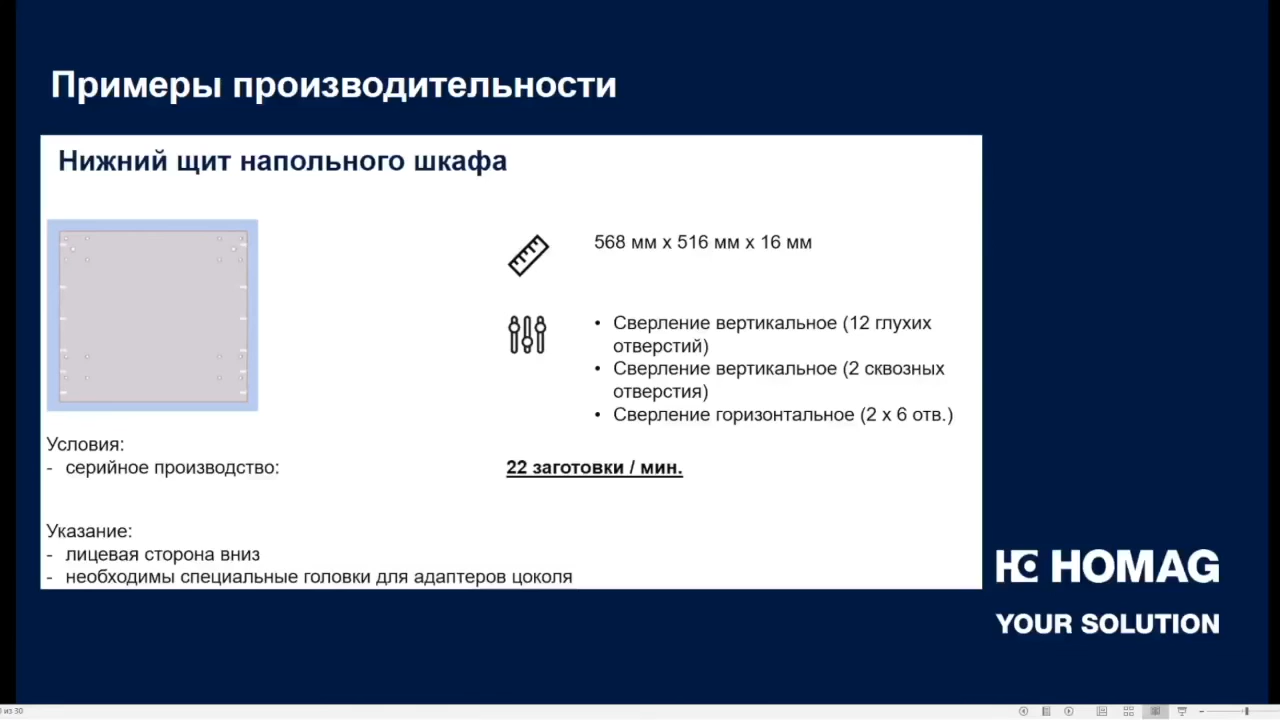 Примеры производительности
Нижний щит напольного шкафа
568 мм x 516 мм x 16 мм
• Сверление вертикальное (12 глухих
отверстий)
• Сверление вертикальное (2 сквозных
отверстия)
• Сверление горизонтальное (2 x 6 отв.)
Условия:
- серийное производство:
22 заготовки / мин.
Указание:
- лицевая сторона вниз
- необходимы специальные головки для адаптеров цоколя
HOMAG
YOUR SOLUTION
из 30